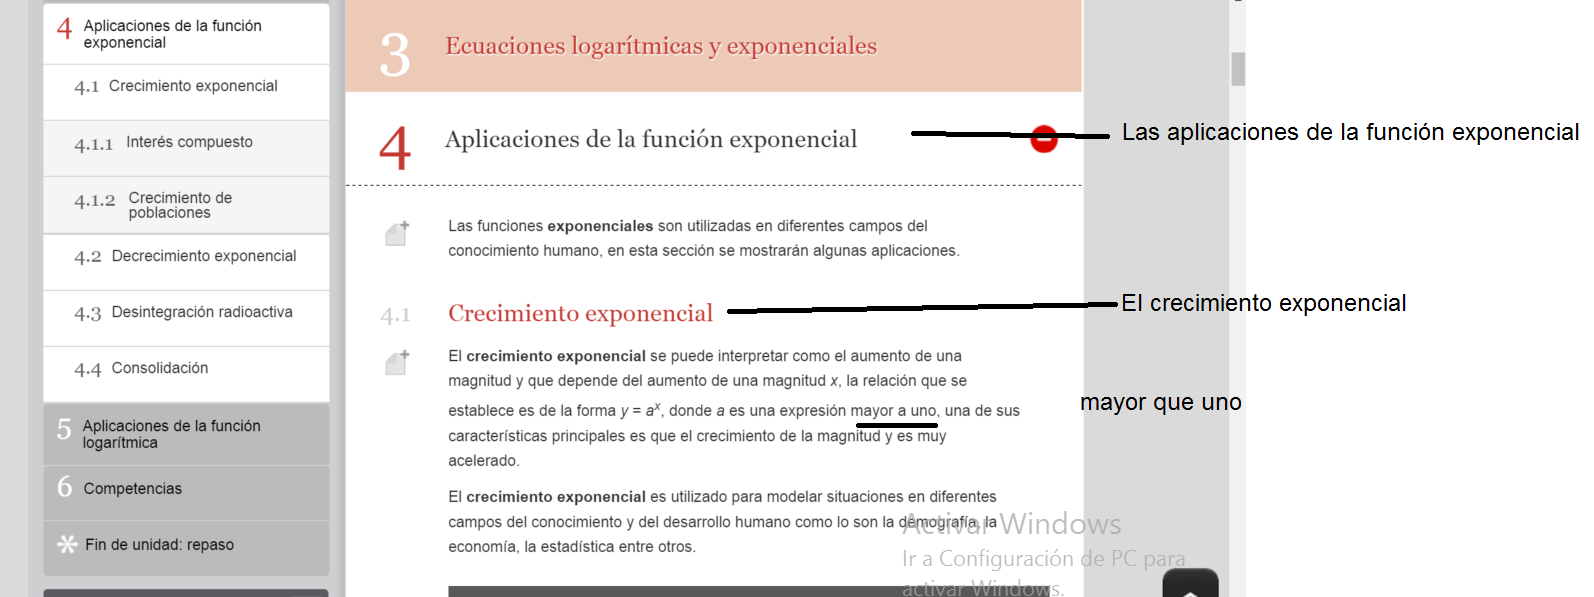 4 Aplicaciones de la función
exponencial
4.1 Crecimiento exponencial
4.1.1 Interés compuesto
4.1.2 Crecimiento de
poblaciones
4.2 Decrecimiento exponencial
4.3 Desintegración radioactiva
4.4 Consolidación
5 Aplicaciones de la función
logarítmica
6 Competencias
Fin de unidad: repaso
3 Ecuaciones logarítmicas y exponenciales
4 Aplicaciones de la función exponencial
Las aplicaciones de la función exponencial
Las funciones exponenciales son utilizadas en diferentes campos del
conocimiento humano, en esta sección se mostrarán algunas aplicaciones.
4.1 Crecimiento exponencial
El crecimiento exponencial
El crecimiento exponencial se puede interpretar como el aumento de una
magnitud y que depende del aumento de una magnitud x, la relación que se
establece es de la forma y = aˣ, donde a es una expresión mayor a uno, una de sus
mayor que uno
características principales es que el crecimiento de la magnitud y es muy
acelerado.
El crecimiento exponencial es utilizado para modelar situaciones en diferentes
campos del conocimiento y del desarrollo humano como lo son la demografía, la
economía, la estadística entre otros.
Activar Windows
Ir a Configuración de PC para
activar Windows.